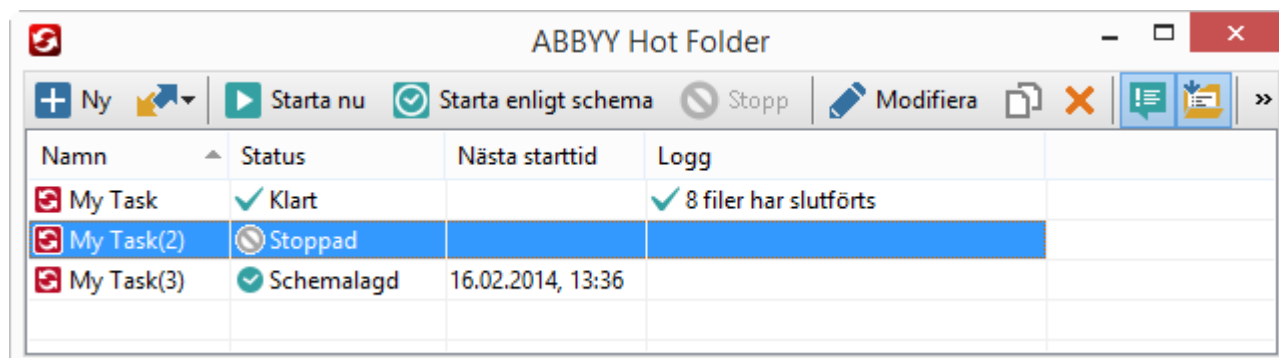 ABBYY Hot Folder
Ny Starta nu Starta enligt schema Stopp Modifiera »
Namn Status Nästa starttid Logg
My Task Klart 8 filer har slutförts
My Task(2) Stoppad
My Task(3) Schemalagd 16.02.2014, 13:36